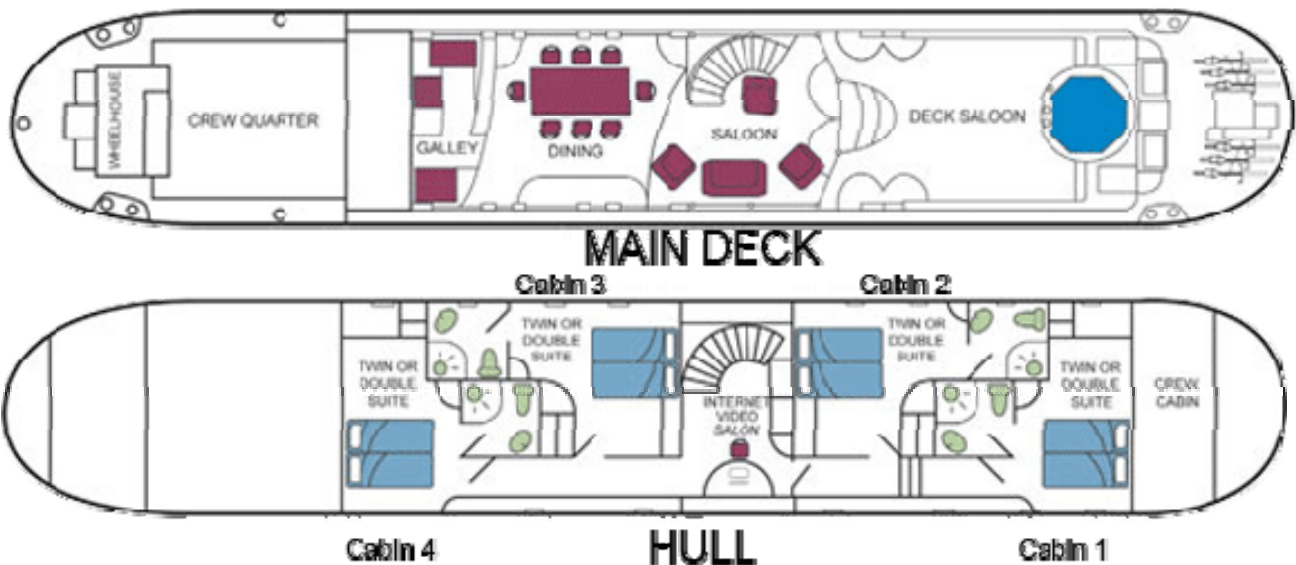 WHEELHOUSE
CREW QUARTER
GALLEY
DINING
SALOON
DECK SALOON
MAIN DECK
Cabin 3
Cabin 2
TWIN OR
DOUBLE
SUITE
TWIN OR
DOUBLE
SUITE
TWIN OR
DOUBLE
SUITE
INTERNET
VIDEO
SALON
TWIN OR
DOUBLE
SUITE
CREW
CABIN
Cabin 4
HULL
Cabin 1